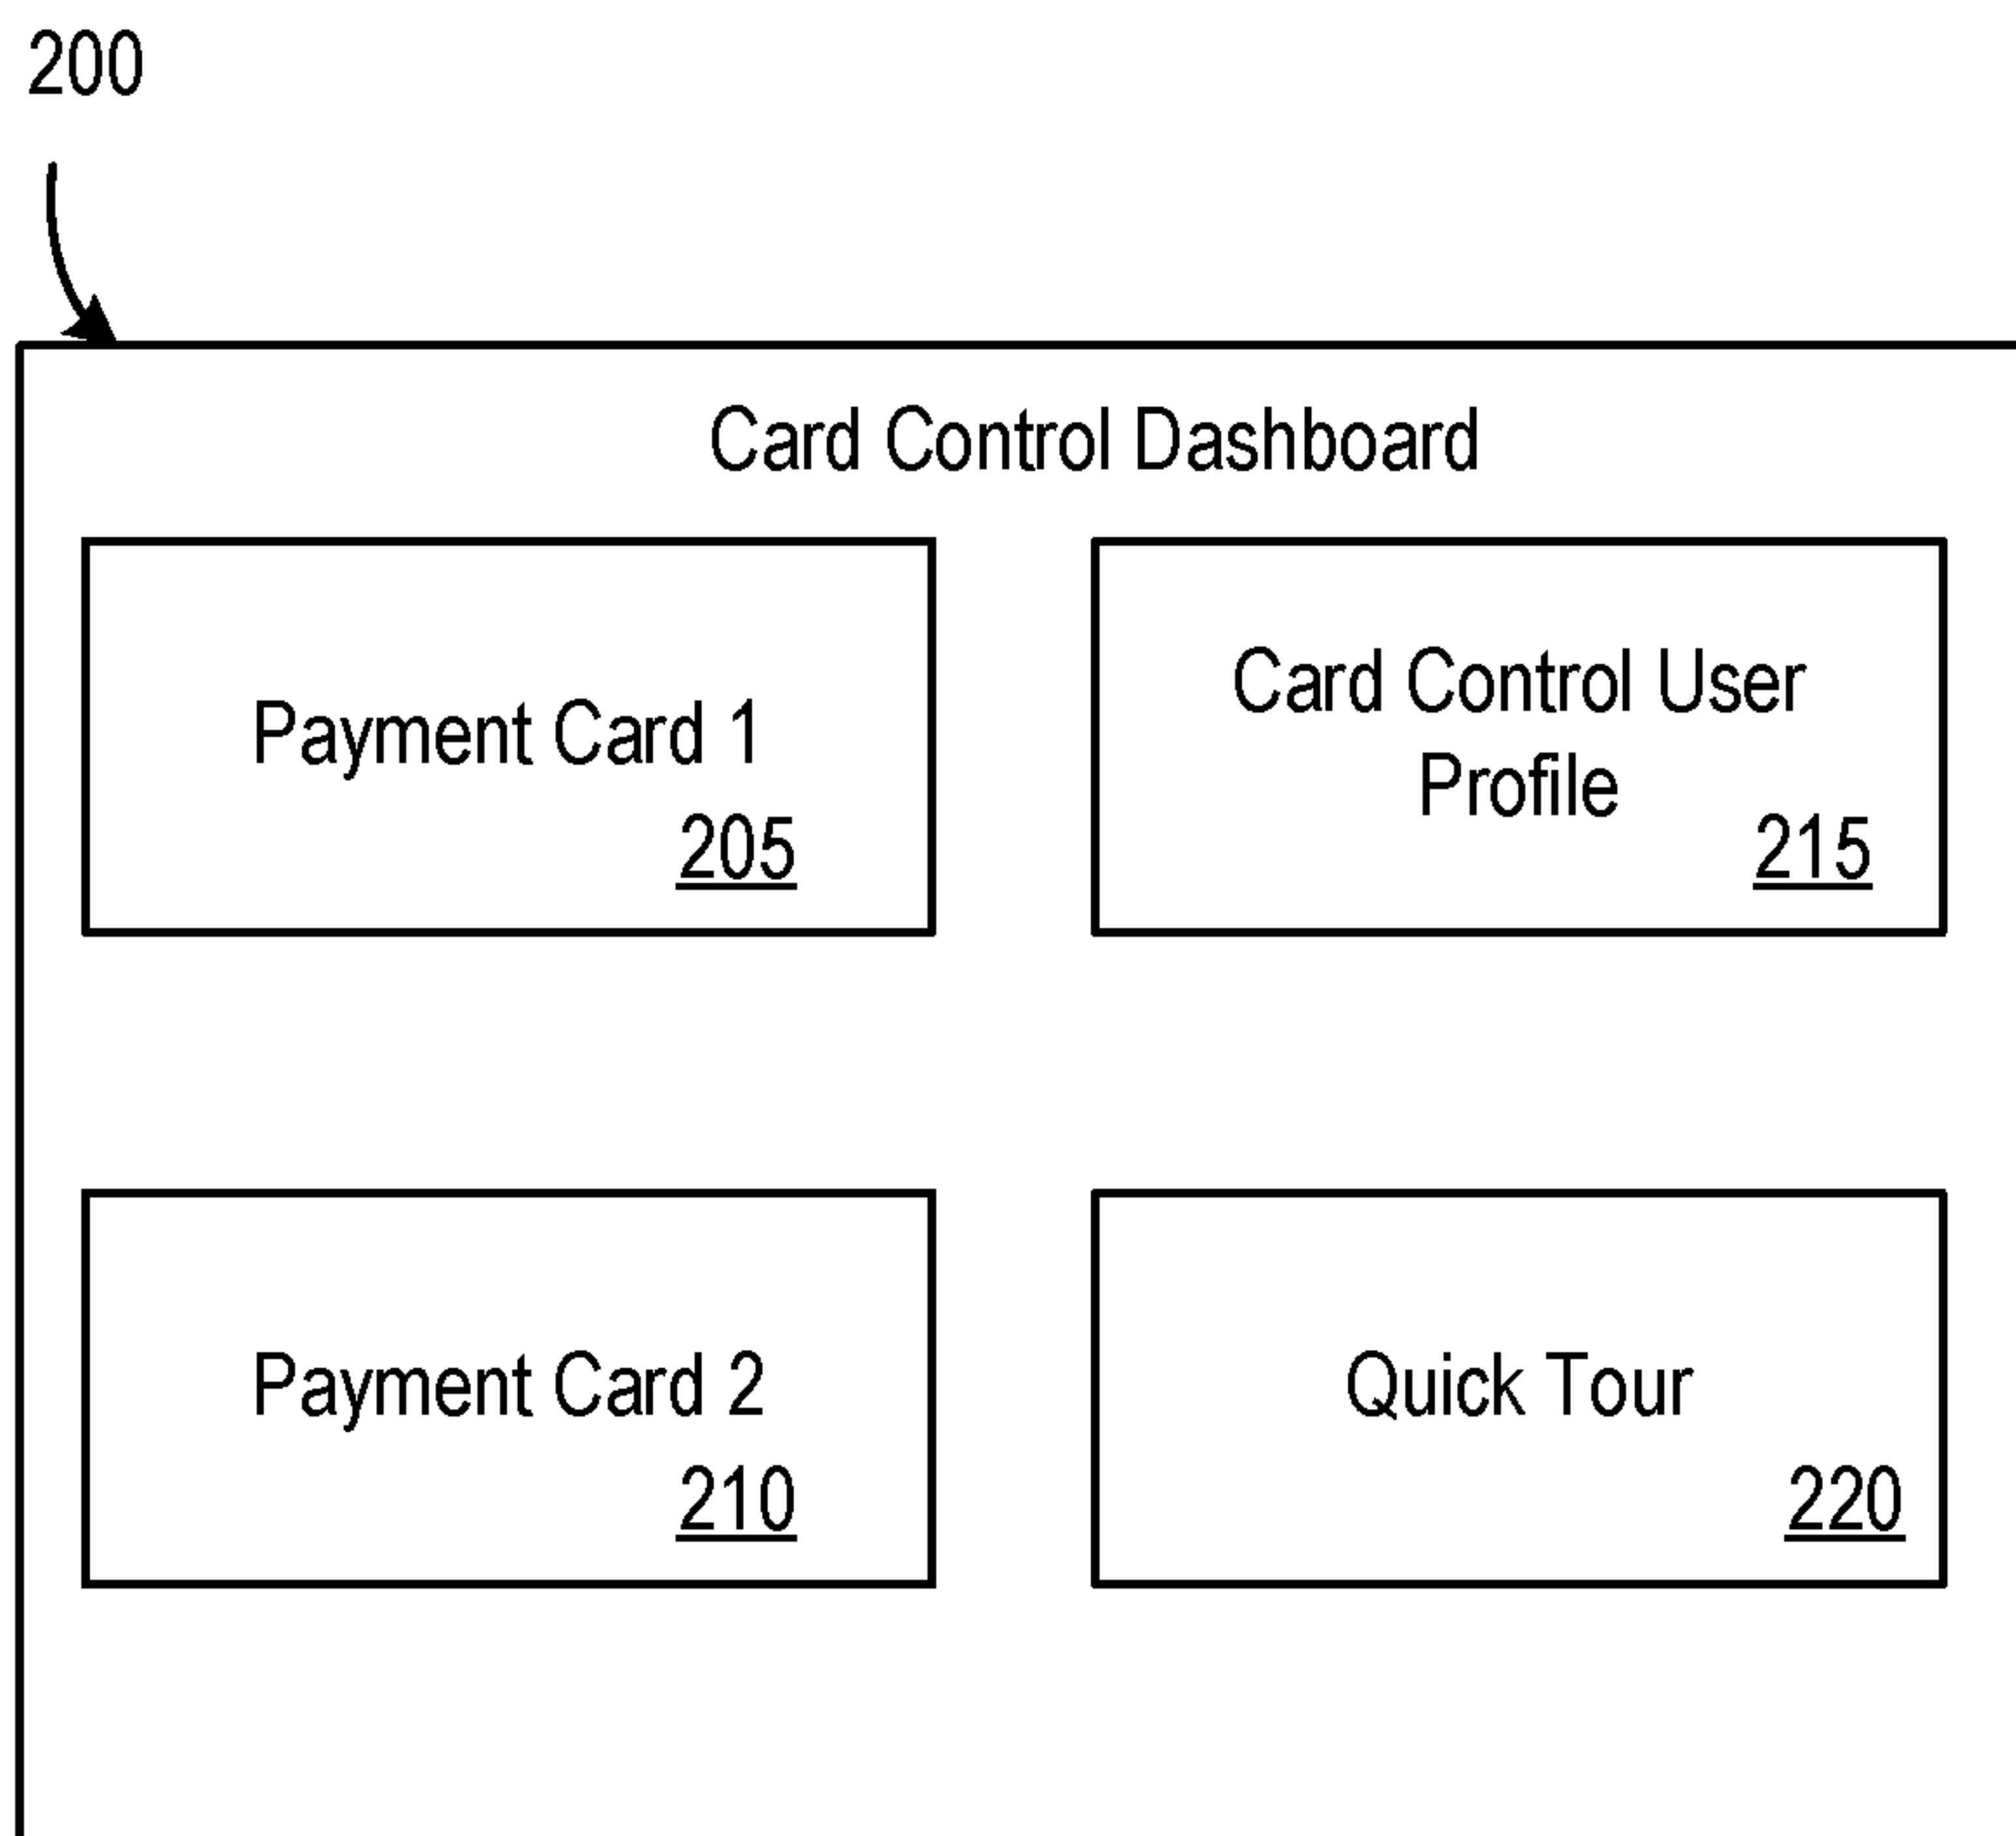 200
Card Control Dashboard
Payment Card 1
205
Card Control User
Profile
215
Payment Card 2
210
Quick Tour
220